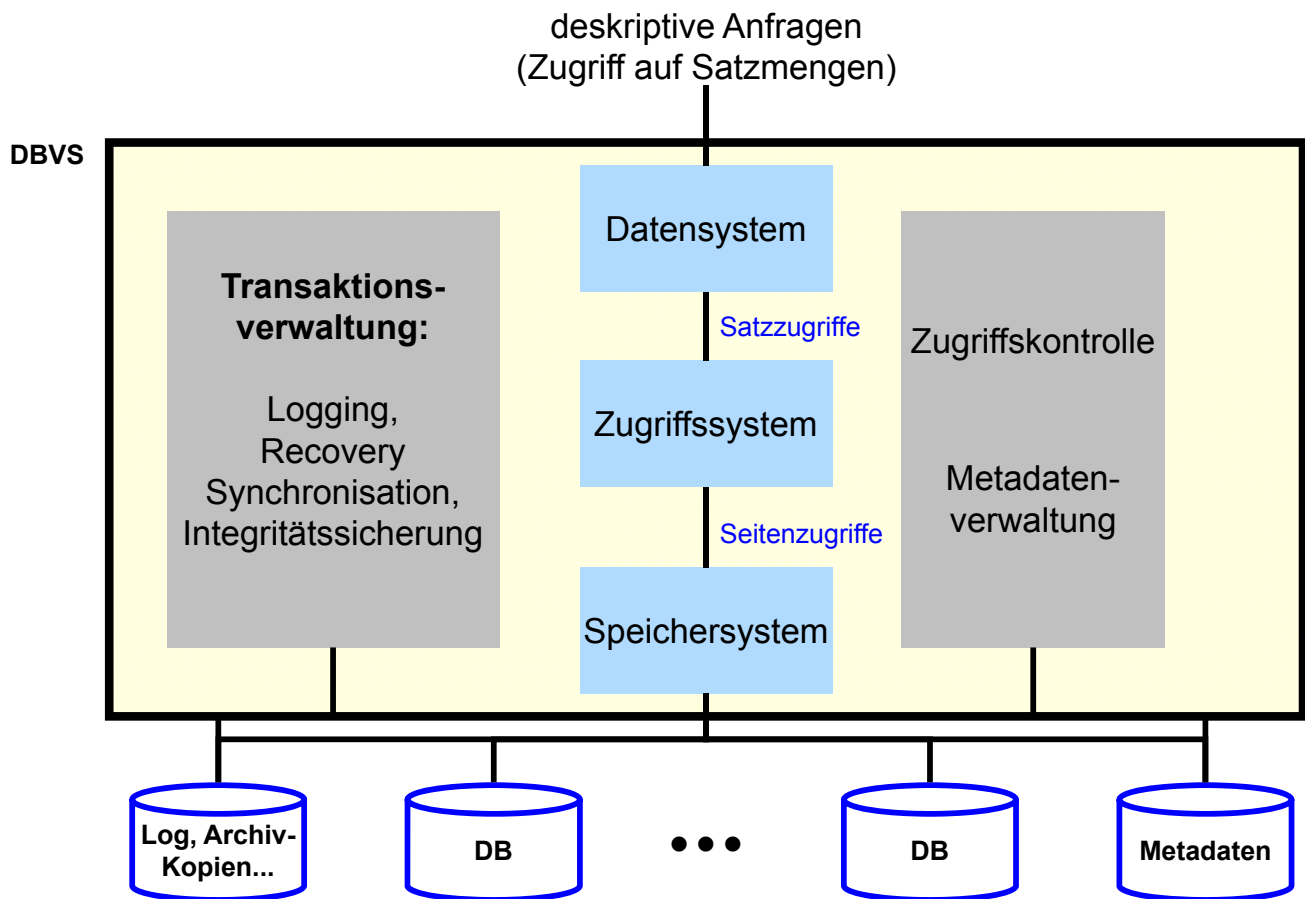 deskriptive Anfragen
(Zugriff auf Satzmengen)
DBVS
Datensystem
Transaktions-
verwaltung:
Logging,
Recovery
Synchronisation,
Integritätssicherung
Satzzugriffe
Zugriffssystem
Seitenzugriffe
Speichersystem
Zugriffskontrolle
Metadaten-
verwaltung
Log, Archiv-
Kopien...
DB
•••
DB
Metadaten